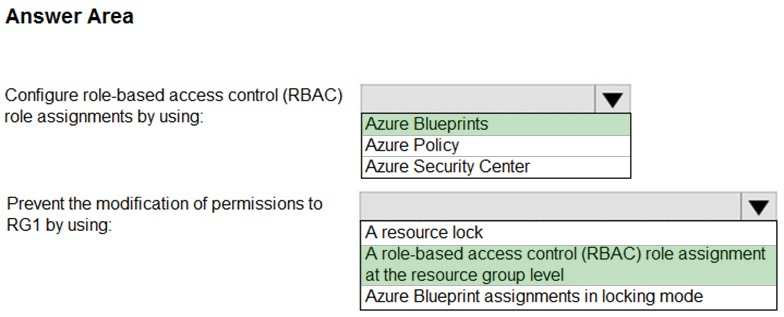 Answer Area
Configure role-based access control (RBAC)
role assignments by using:
Azure Blueprints
Azure Policy
Azure Security Center
Prevent the modification of permissions to
RG1 by using:
A resource lock
A role-based access control (RBAC) role assignment
at the resource group level
Azure Blueprint assignments in locking mode